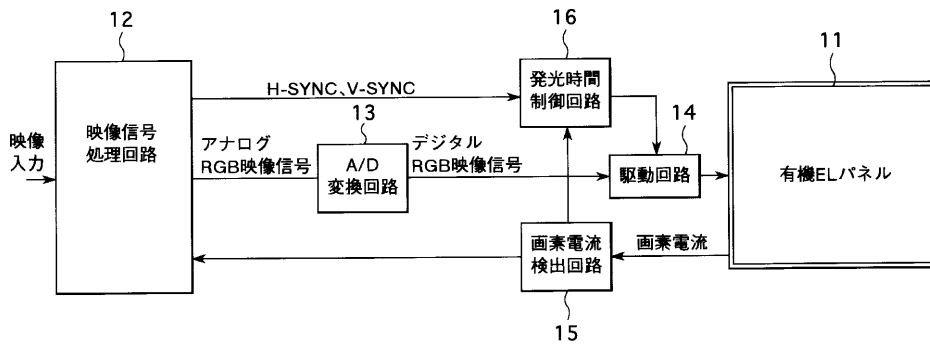 12
16
11
H-SYNC、V-SYNC
発光時間
制御回路
13
14
映像
入力
映像信号
処理回路
アナログ
RGB映像信号
A/D
変換回路
デジタル
RGB映像信号
駆動回路
有機ELパネル
画素電流
検出回路
画素電流
15